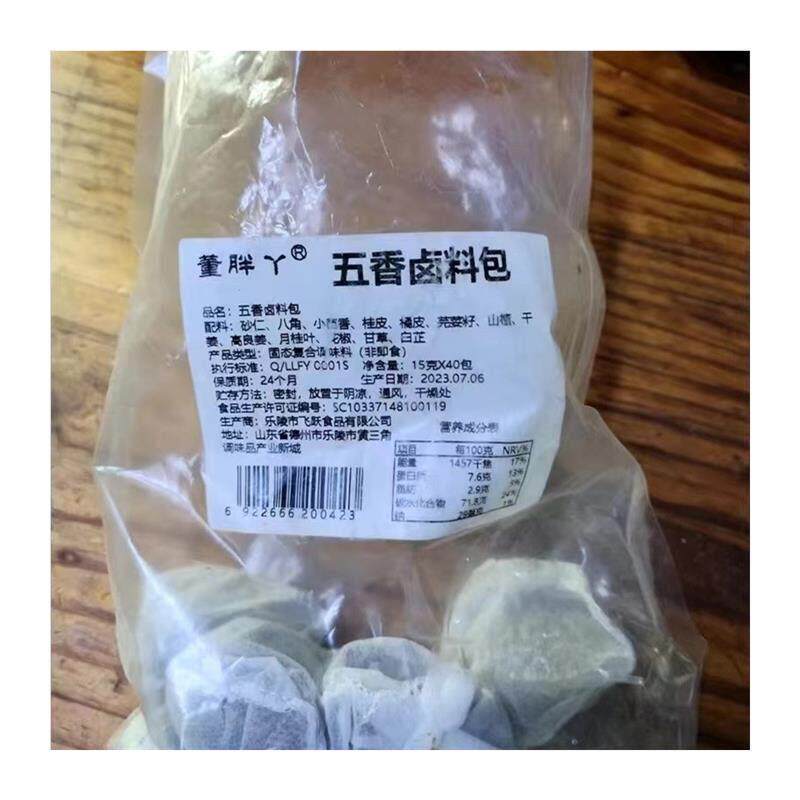 董胖丫® 五香卤料包
品名：五香卤料包
配料：砂仁、八角、小茴香、桂皮、橘皮、芫荽籽、山楂、干
姜、高良姜、月桂叶、花椒、甘草、白芷
产品类型：固态复合调味料（非即食）
执行标准：Q/LLFY 0001S 净含量：15克X40包
保质期：24个月 生产日期：2023.07.06
贮存方法：密封，放置于阴凉，通风，干燥处
食品生产许可证编号：SC10337148100119
生产商：乐陵市飞跃食品有限公司
地址：山东省德州市乐陵市黄三角
调味品产业新城
营养成分表
项目 每100克 NRV%
能量 1457千焦 17%
蛋白质 7.6克 13%
脂肪 2.9克 5%
碳水化合物 71.8克 24%
钠
6 922666 200423